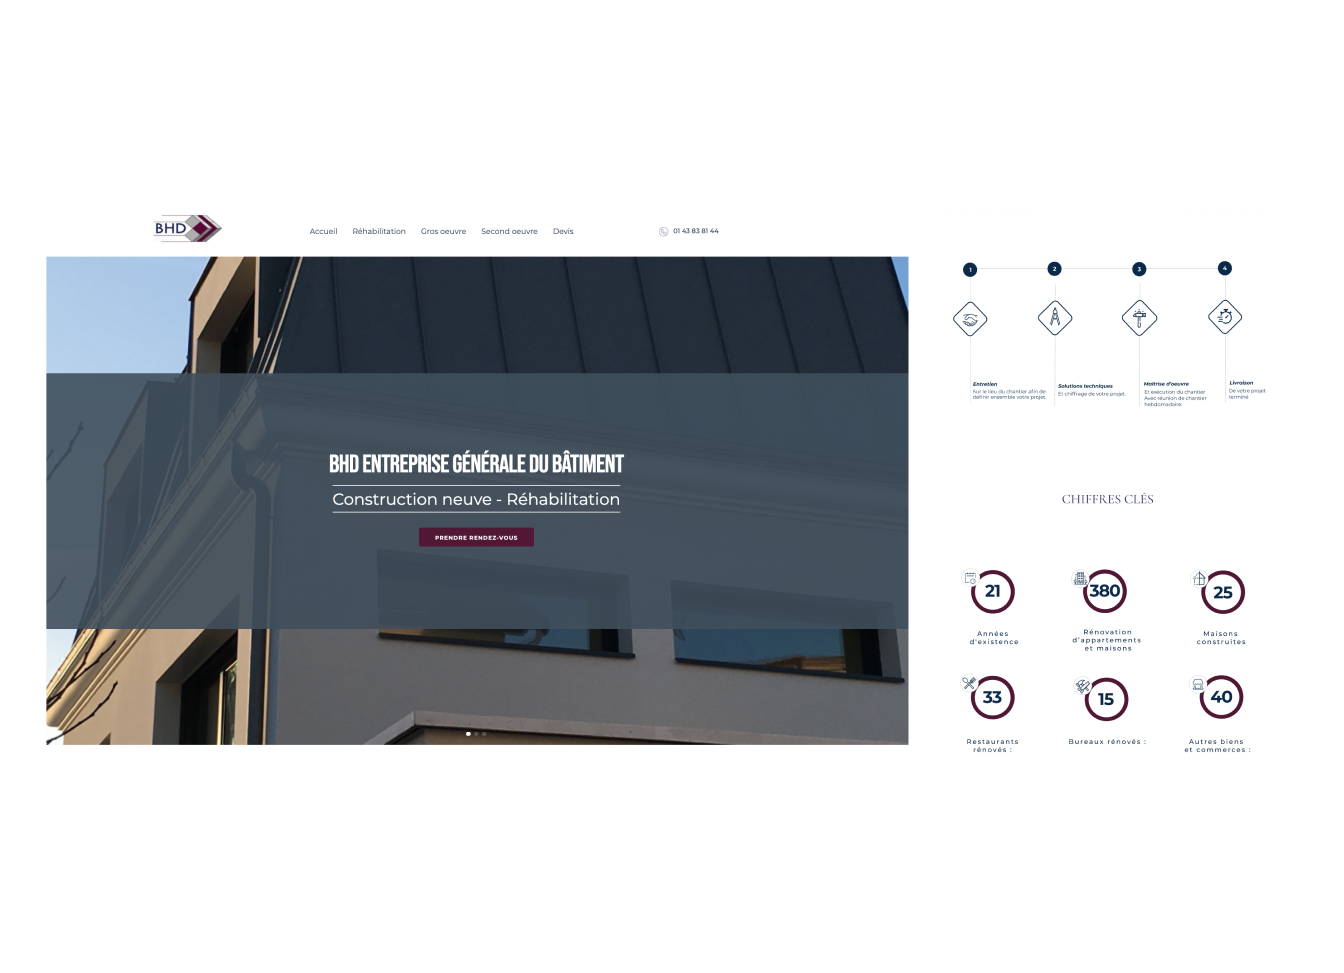 BHD
Accueil
Réhabilitation
Gros oeuvre
Second oeuvre
Devis
01 43 83 81 44
BHD ENTREPRISE GÉNÉRALE DU BÂTIMENT
Construction neuve - Réhabilitation
PRENDRE RENDEZ-VOUS
1
2
3
4
Entretien
Sur le lieu du chantier afin de
définir ensemble votre projet.
Solutions techniques
Et chiffrage de votre projet.
Maîtrise d'oeuvre
Et exécution du chantier
Avec réunion de chantier
hebdomadaire.
Livraison
De votre projet
terminé
CHIFFRES CLÉS
21
Années
d'existence
380
Rénovation
d'appartements
et maisons
25
Maisons
construites
33
Restaurants
rénovés :
15
Bureaux rénovés :
40
Autres biens
et commerces :